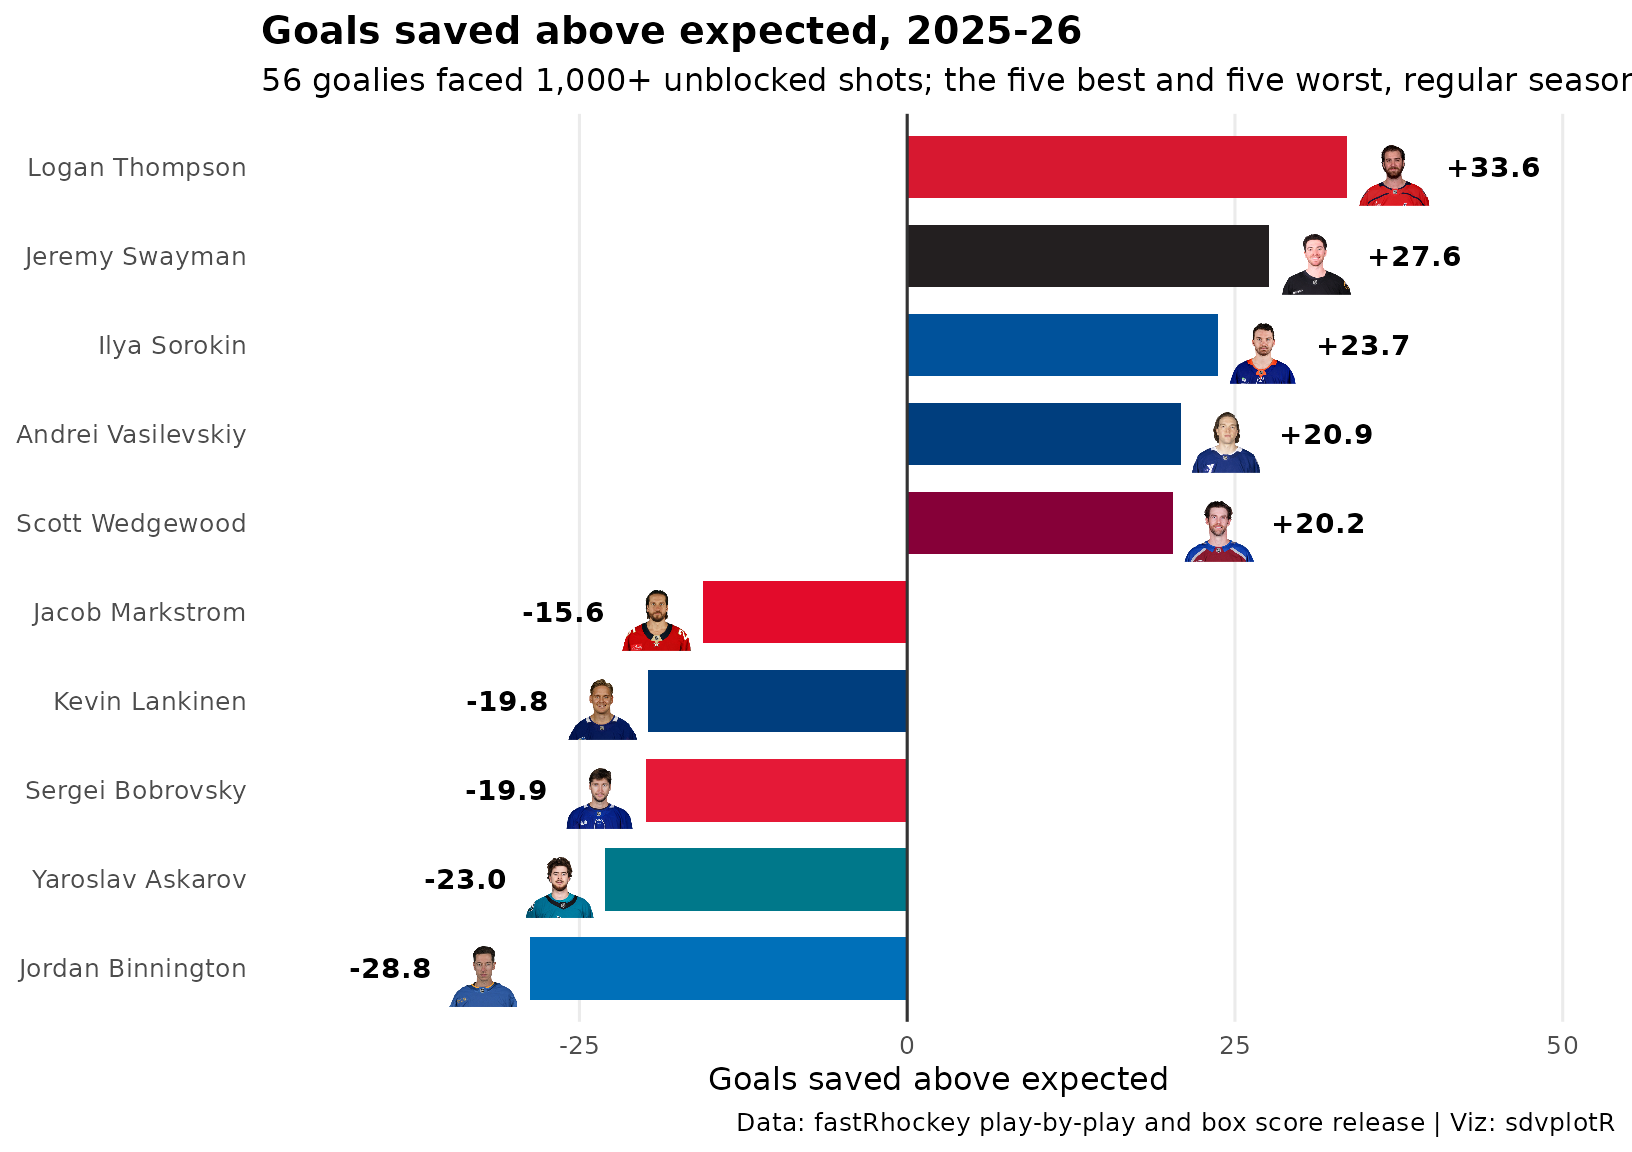 Goals saved above expected, 2025-26
56 goalies faced 1,000+ unblocked shots; the five best and five worst, regular season
Logan Thompson +33.6
Jeremy Swayman +27.6
Ilya Sorokin +23.7
Andrei Vasilevskiy +20.9
Scott Wedgewood +20.2
Jacob Markstrom -15.6
Kevin Lankinen -19.8
Sergei Bobrovsky -19.9
Yaroslav Askarov -23.0
Jordan Binnington -28.8
-25 0 25 50
Goals saved above expected
Data: fastRhockey play-by-play and box score release | Viz: sdvplotR